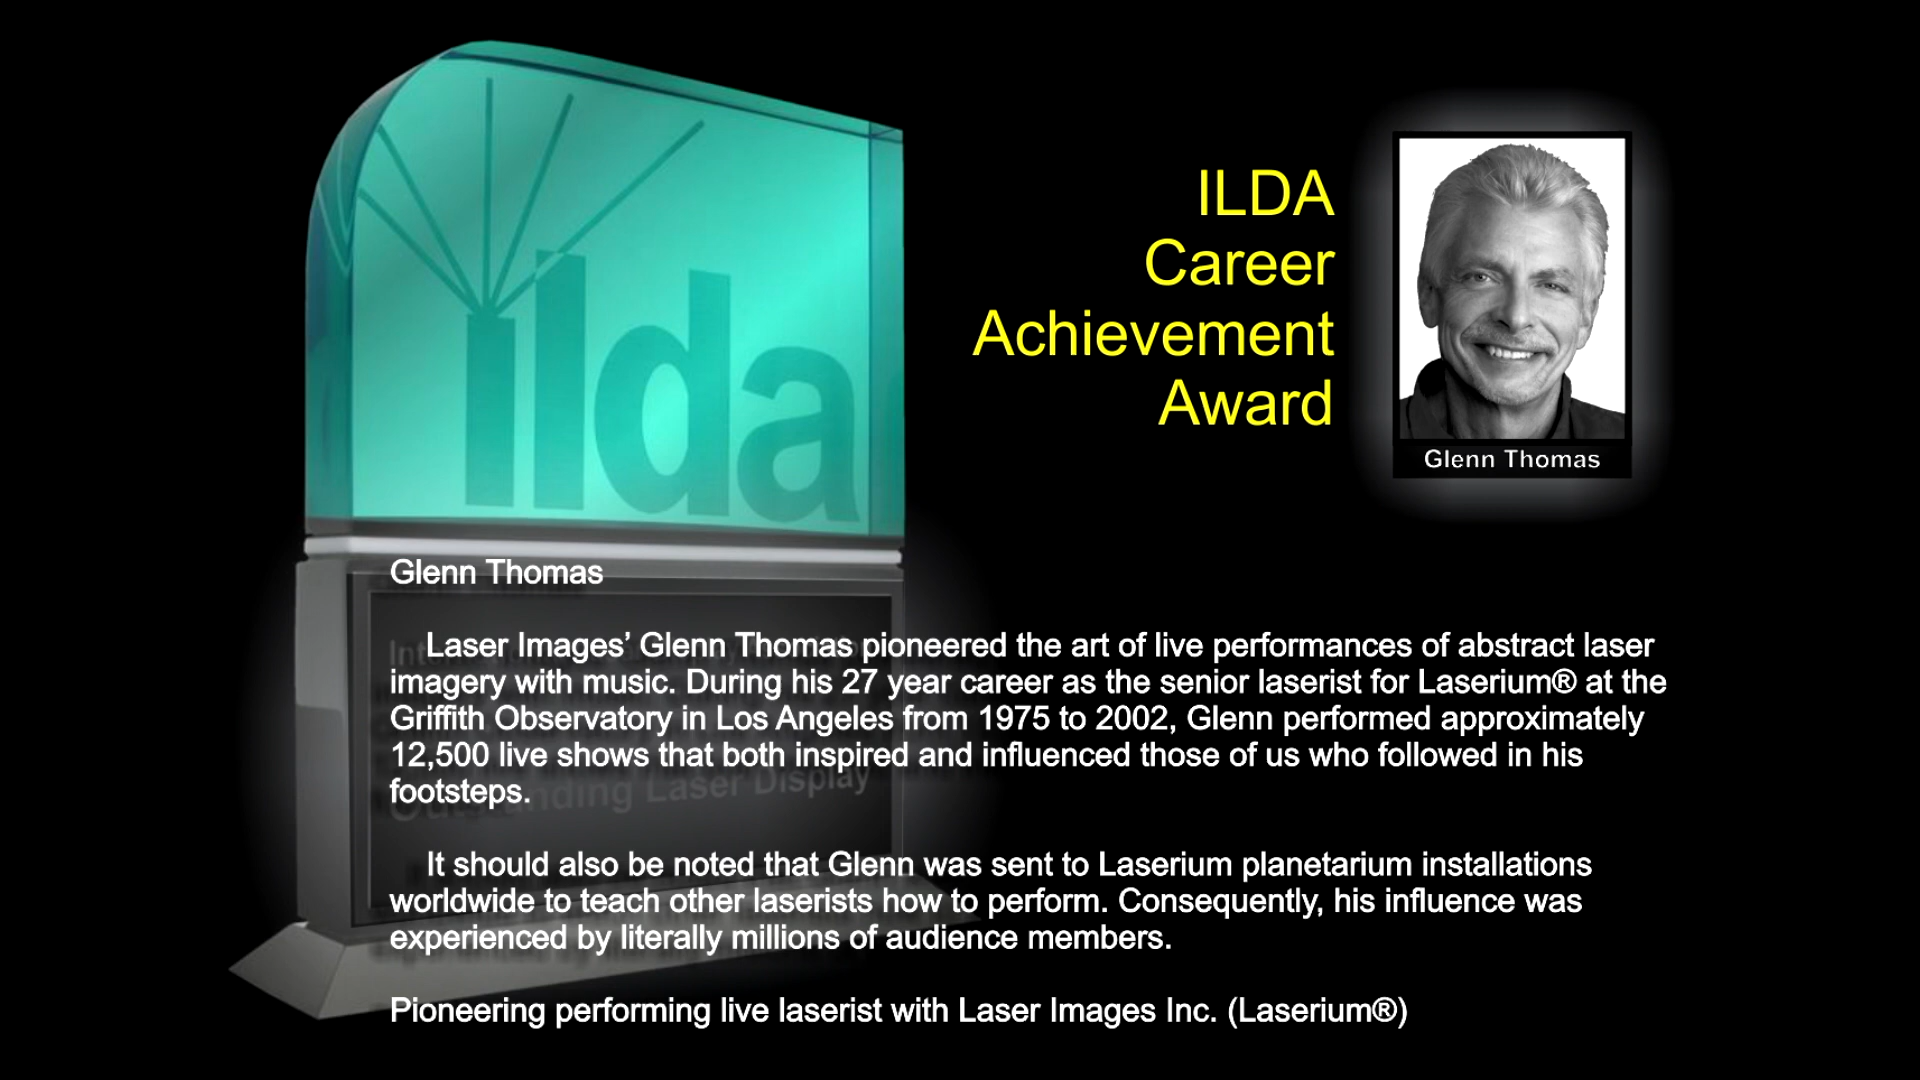 ilda
ILDA
Career
Achievement
Award
Glenn Thomas
Glenn Thomas
Laser Images’ Glenn Thomas pioneered the art of live performances of abstract laser
imagery with music. During his 27 year career as the senior laserist for Laserium® at the
Griffith Observatory in Los Angeles from 1975 to 2002, Glenn performed approximately
12,500 live shows that both inspired and influenced those of us who followed in his
footsteps.
Outstanding Laser Display
It should also be noted that Glenn was sent to Laserium planetarium installations
worldwide to teach other laserists how to perform. Consequently, his influence was
experienced by literally millions of audience members.
Pioneering performing live laserist with Laser Images Inc. (Laserium®)